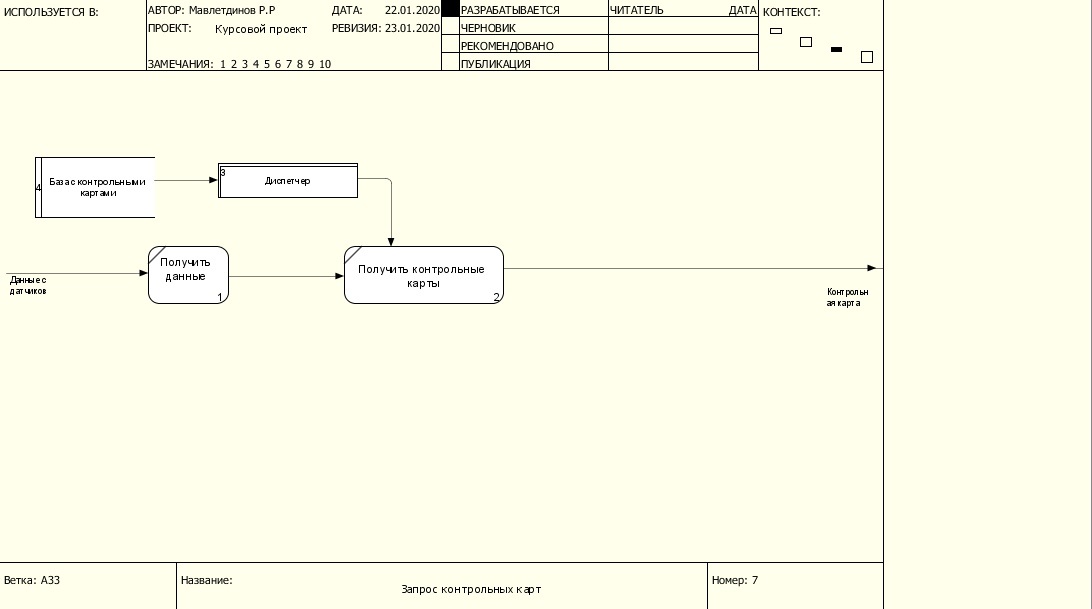 ИСПОЛЬЗУЕТСЯ В:
АВТОР: Мавлетдинов Р.Р
ДАТА: 22.01.2020
ПРОЕКТ: Курсовой проект
РЕВИЗИЯ: 23.01.2020
ЗАМЕЧАНИЯ: 1 2 3 4 5 6 7 8 9 10
РАЗРАБАТЫВАЕТСЯ
ЧЕРНОВИК
РЕКОМЕНДОВАНО
ПУБЛИКАЦИЯ
ЧИТАТЕЛЬ
ДАТА
КОНТЕКСТ:
4
База с контрольными
картами
3
Диспетчер
Данные с
датчиков
Получить
данные
1
Получить контрольные
карты
2
Контрольн
ая карта
Ветка: A33
Название:
Запрос контрольных карт
Номер: 7